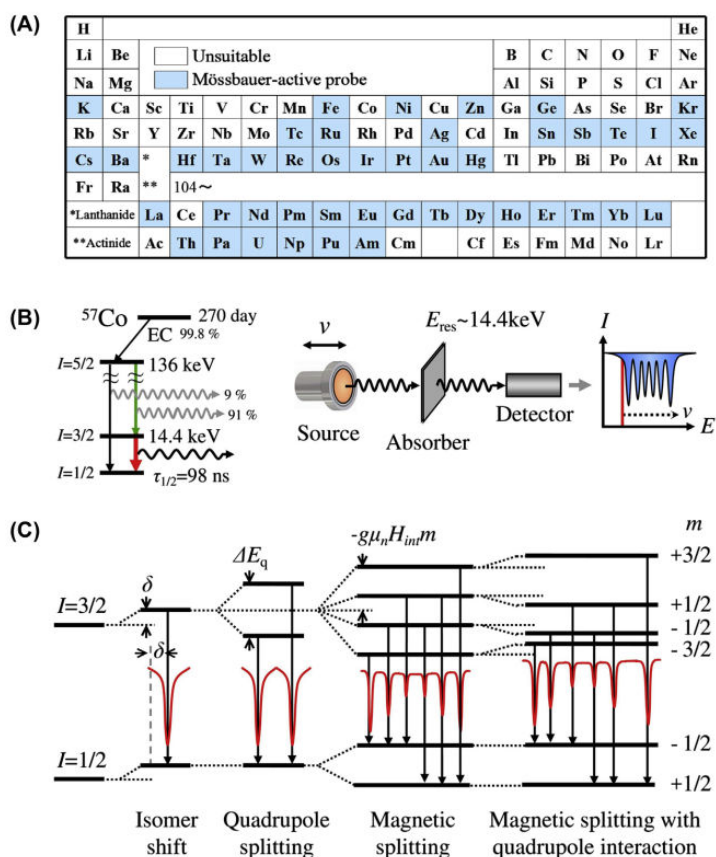 (A)
H He
Li Be B C N O F Ne
Unsuitable
Na Mg Al Si P S Cl Ar
Mössbauer-active probe
K Ca Sc Ti V Cr Mn Fe Co Ni Cu Zn Ga Ge As Se Br Kr
Rb Sr Y Zr Nb Mo Tc Ru Rh Pd Ag Cd In Sn Sb Te I Xe
Cs Ba * Hf Ta W Re Os Ir Pt Au Hg Tl Pb Bi Po At Rn
Fr Ra ** 104~
*Lanthanide La Ce Pr Nd Pm Sm Eu Gd Tb Dy Ho Er Tm Yb Lu
**Actinide Ac Th Pa U Np Pu Am Cm Cf Es Fm Md No Lr
(B)
57Co 270 day
EC 99.8 %
I=5/2 136 keV
9 %
91 %
I=3/2 14.4 keV
I=1/2 τ1/2=98 ns
v
Eres~14.4keV
Source
Absorber
Detector
I
v
E
(C)
-gμnHintm
m
ΔEq
δ
I=3/2
δ
+3/2
+1/2
- 1/2
- 3/2
I=1/2
- 1/2
+1/2
Isomer
shift
Quadrupole
splitting
Magnetic
splitting
Magnetic splitting with
quadrupole interaction